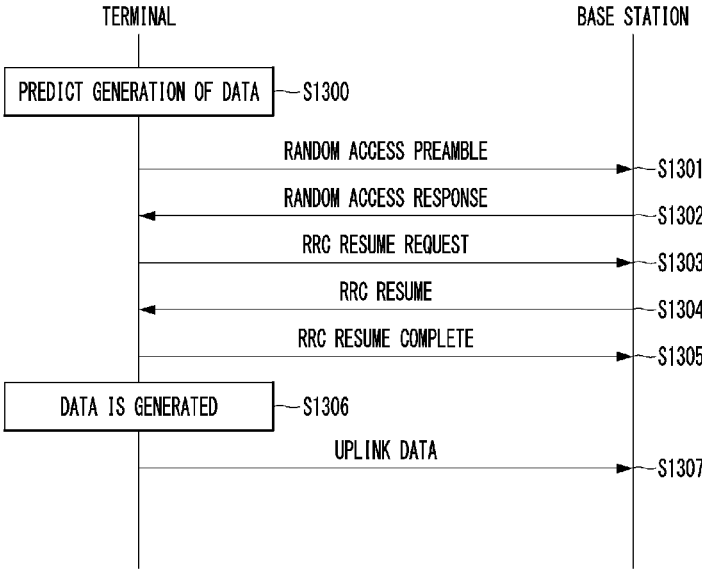 TERMINAL
BASE STATION
PREDICT GENERATION OF DATA
S1300
RANDOM ACCESS PREAMBLE
S1301
RANDOM ACCESS RESPONSE
S1302
RRC RESUME REQUEST
S1303
RRC RESUME
S1304
RRC RESUME COMPLETE
S1305
DATA IS GENERATED
S1306
UPLINK DATA
S1307